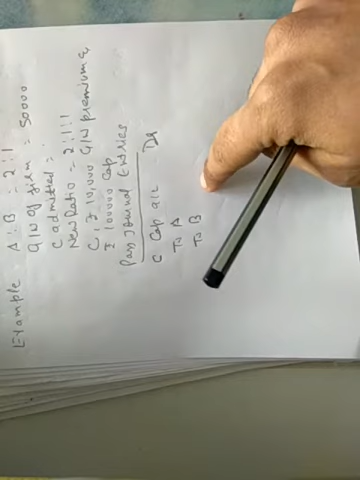 Example A : B = 2 : 1
G/W of firm = 50000
C admitted =
New Ratio = 2 : 1 : 1
C, ₹ 10,000 G/W premium &
₹ 100000 Cap
Pass Journal Entries
C Cap a/c Dr
To A
To B